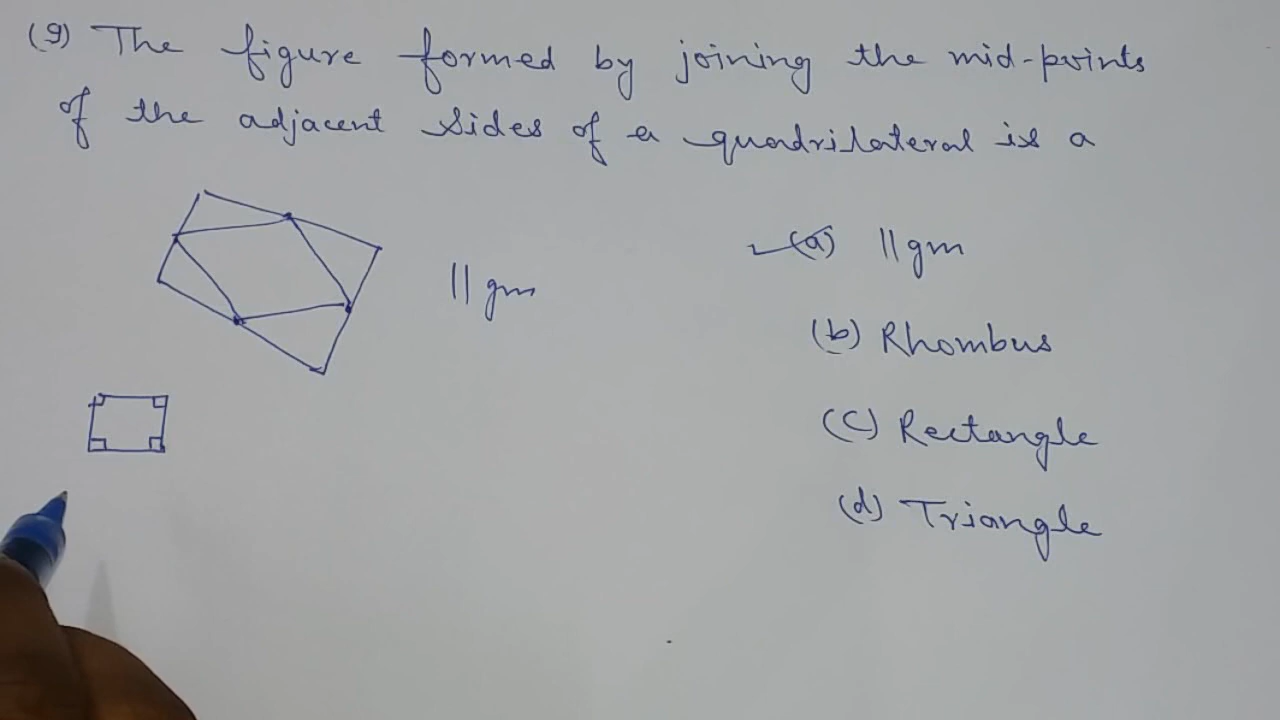 (9) The figure formed by joining the mid-points
of the adjacent sides of a quadrilateral is a
(a) ||gm
||gm
(b) Rhombus
(C) Rectangle
(d) Triangle